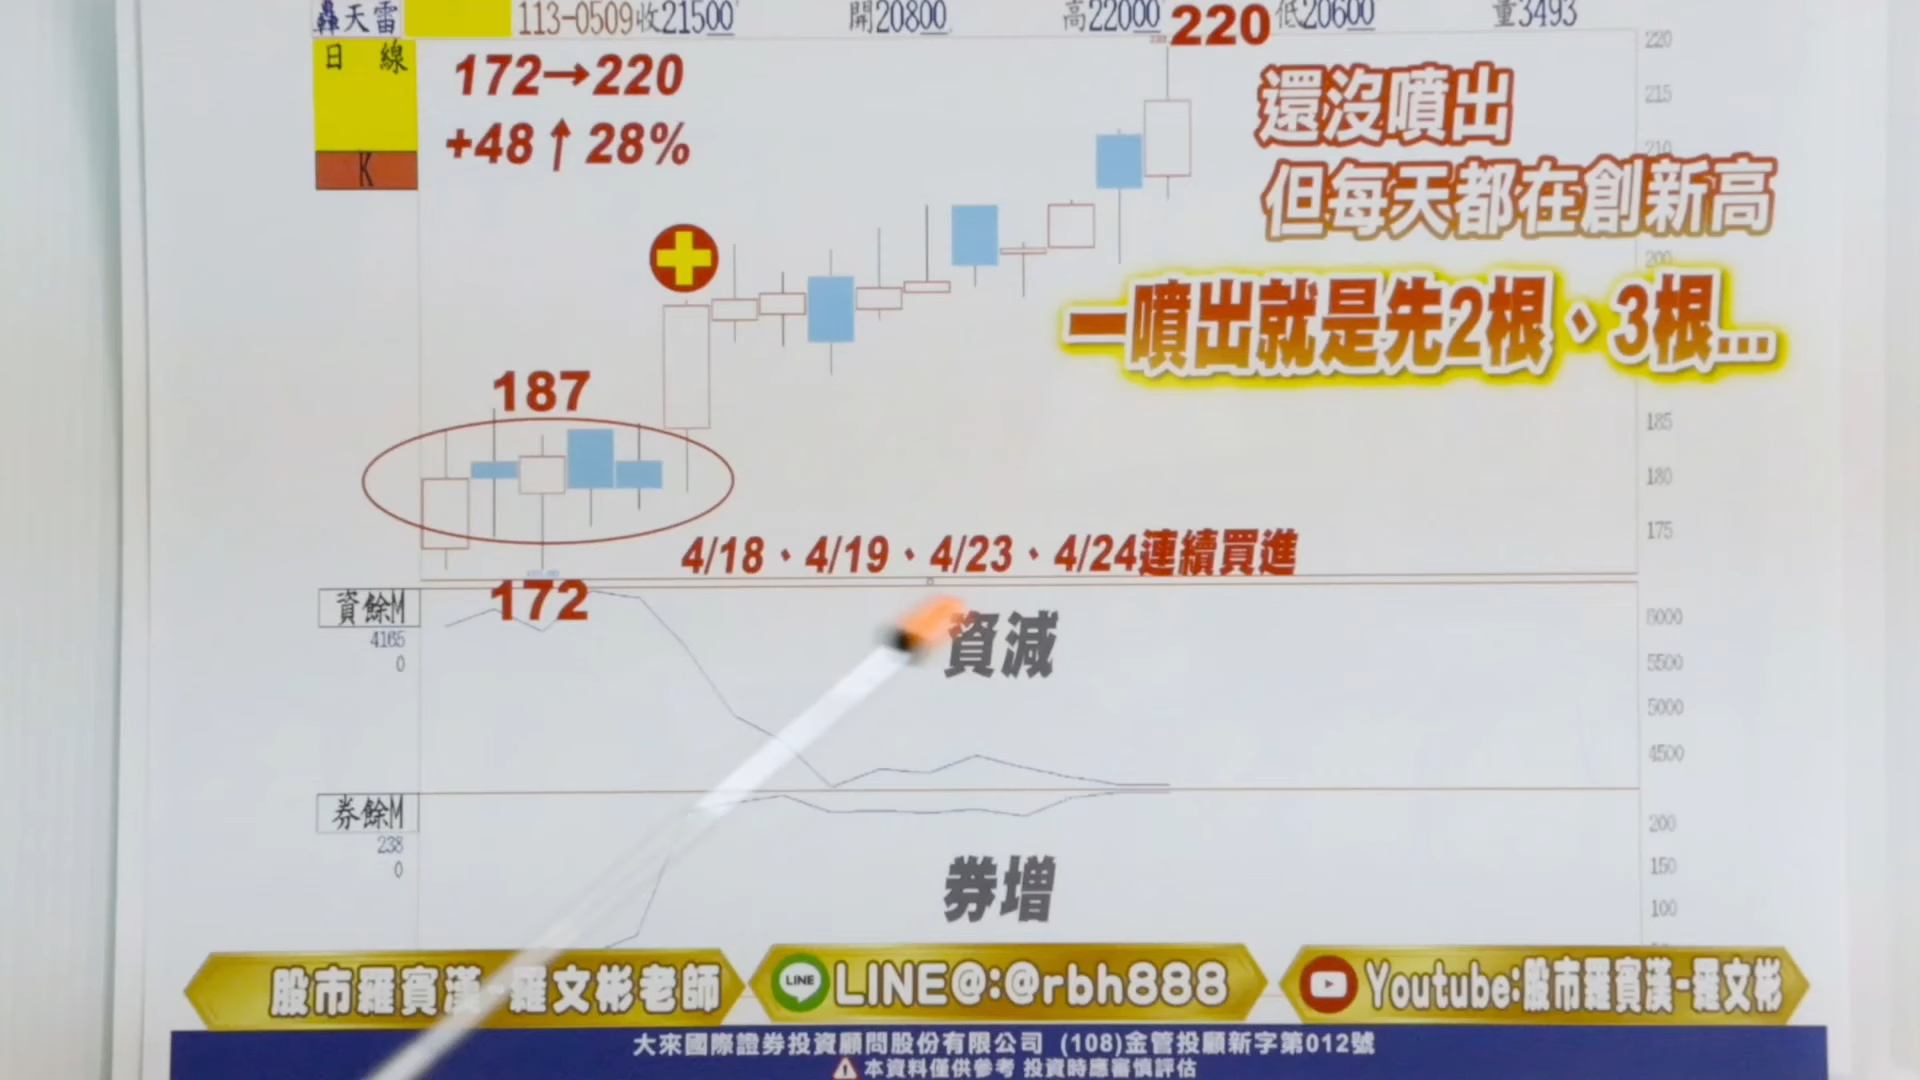 轟天雷 113-0509收21500 開20800 高22000 220 低20600 量3493
日 線
K
172→220
+48↑28%
還沒噴出
但每天都在創新高
一噴出就是先2根、3根...
220
215
210
200
185
180
175
187
172
4/18、4/19、4/23、4/24連續買進
資餘M
4165
0
資減
6000
5500
5000
4500
券餘M
238
0
券增
200
150
100
股市羅賓漢-羅文彬老師
LINE LINE@:@rbh888
Youtube:股市羅賓漢-羅文彬
大來國際證券投資顧問股份有限公司 (108)金管投顧新字第012號
本資料僅供參考 投資時應審慎評估